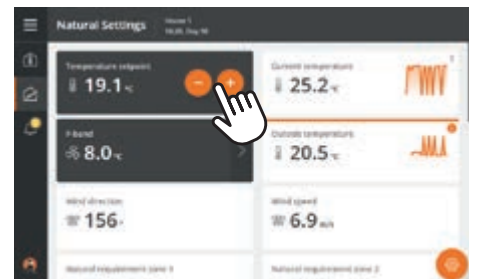 Natural Settings
House 1
Temperature setpoint
19.1 °C
Current temperature
25.2 °C
P-band
8.0 °C
Outside temperature
20.5 °C
Wind direction
156
Wind speed
6.9 m/s
Natural requirement zone 1
Natural requirement zone 2